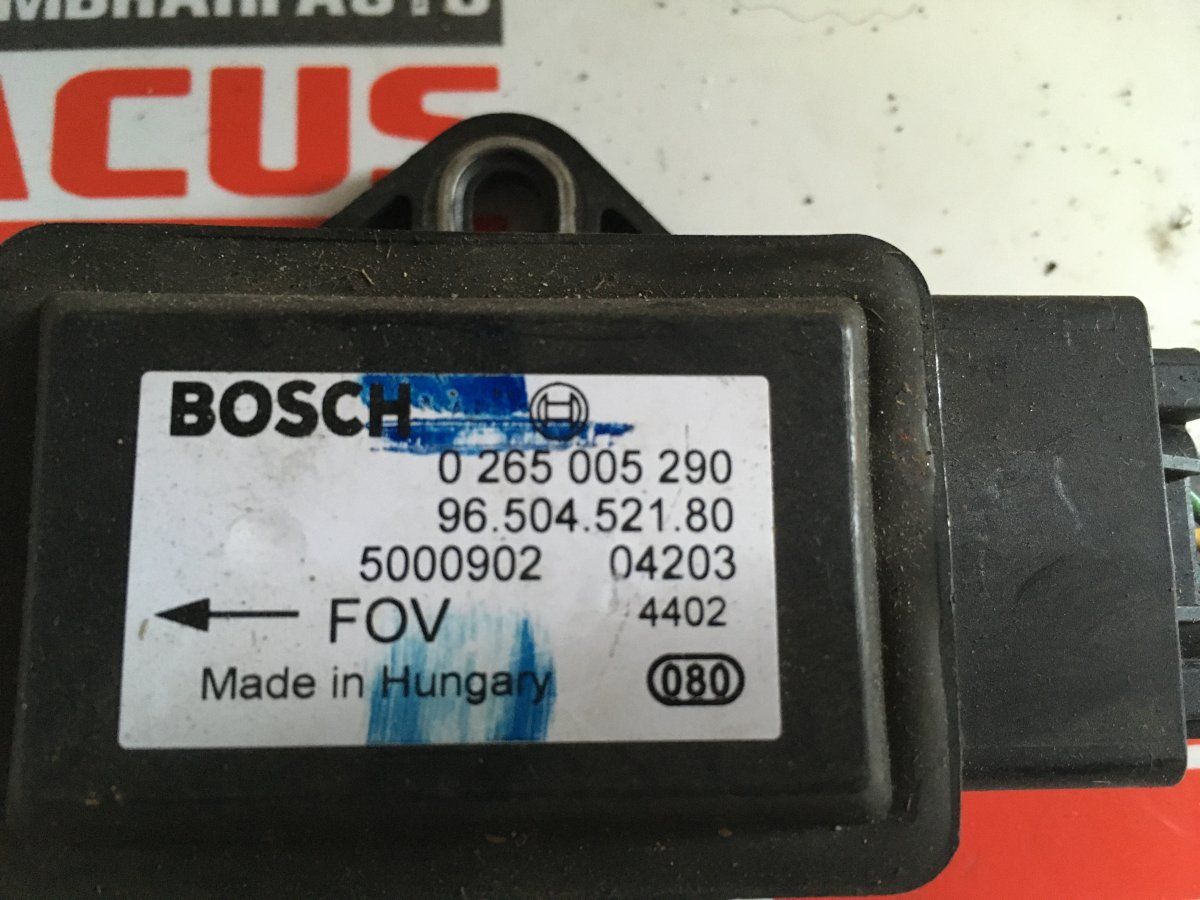 ACUS
BOSCH
0 265 005 290
96.504.521.80
5000902 04203
FOV 4402
Made in Hungary 080